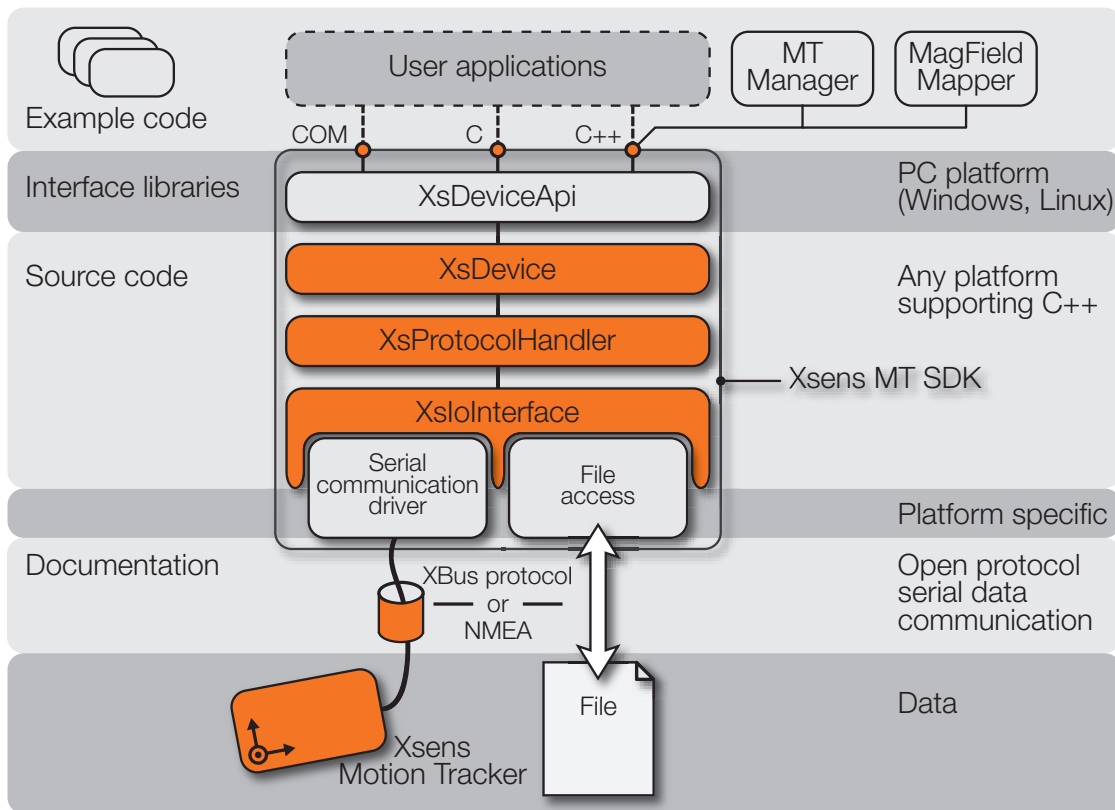 User applications
MT
Manager
MagField
Mapper
Example code
COM
C
C++
Interface libraries
XsDeviceApi
PC platform
(Windows, Linux)
Source code
XsDevice
Any platform
supporting C++
XsProtocolHandler
Xsens MT SDK
XsIoInterface
Serial
communication
driver
File
access
Platform specific
Documentation
XBus protocol
or
NMEA
Open protocol
serial data
communication
File
Data
Xsens
Motion Tracker